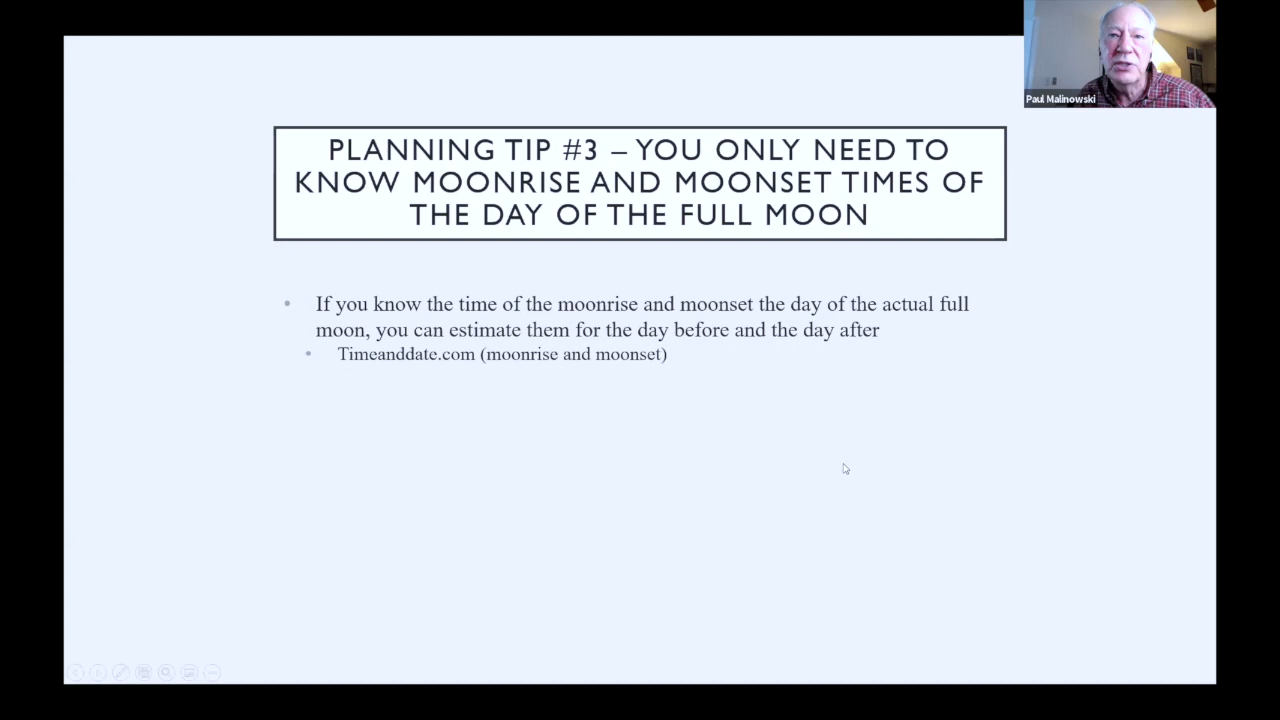 Paul Malinowski
PLANNING TIP #3 – YOU ONLY NEED TO
KNOW MOONRISE AND MOONSET TIMES OF
THE DAY OF THE FULL MOON
• If you know the time of the moonrise and moonset the day of the actual full
moon, you can estimate them for the day before and the day after
• Timeanddate.com (moonrise and moonset)